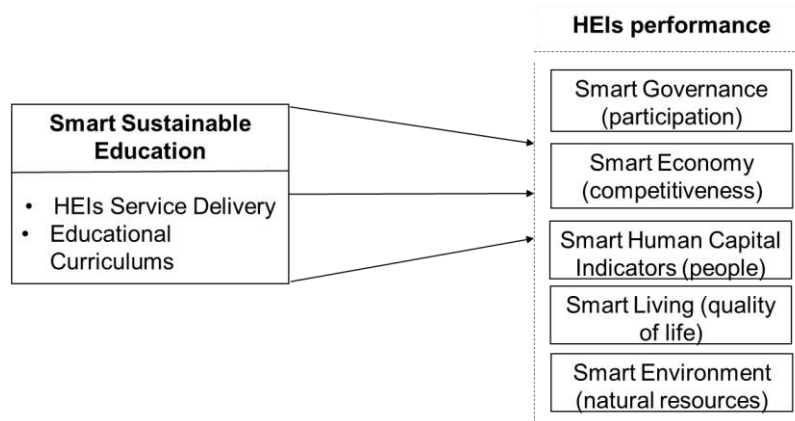 HEIs performance
Smart Sustainable
Education
• HEIs Service Delivery
• Educational
Curriculums
Smart Governance
(participation)
Smart Economy
(competitiveness)
Smart Human Capital
Indicators (people)
Smart Living (quality
of life)
Smart Environment
(natural resources)